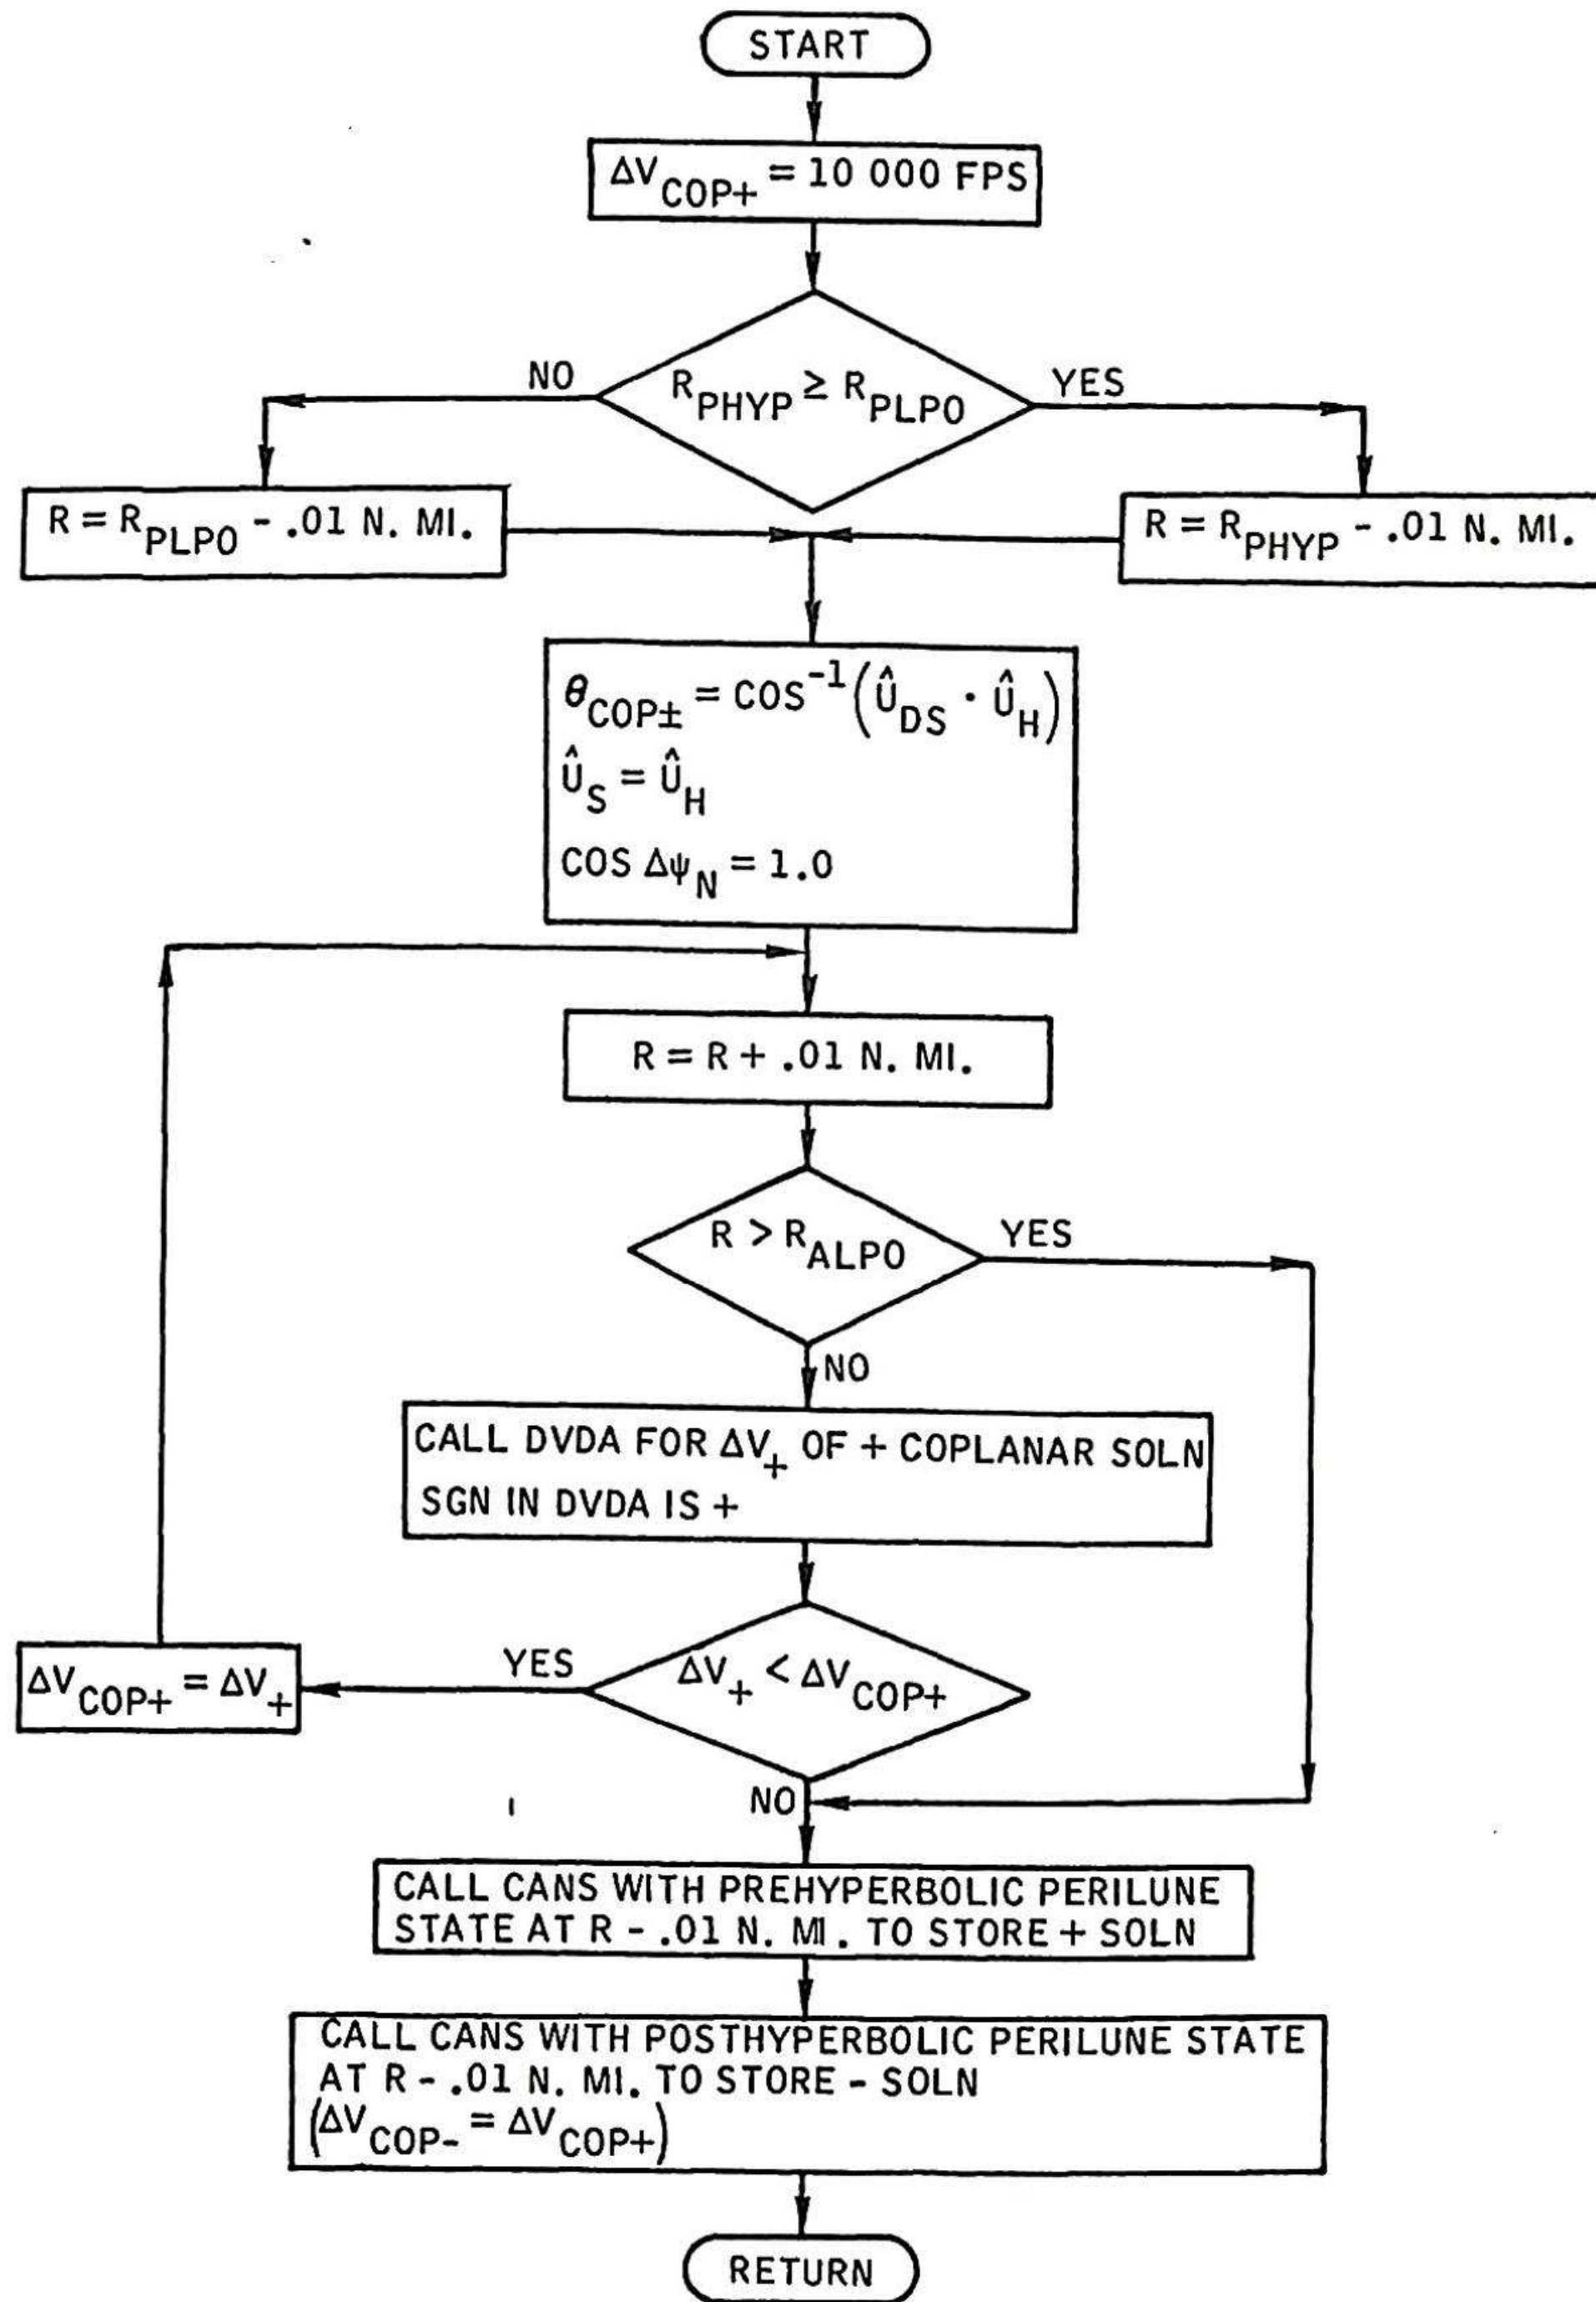 START
ΔV_COP+ = 10 000 FPS
R_PHYP ≥ R_PLPO
NO
YES
R = R_PLPO - .01 N. MI.
R = R_PHYP - .01 N. MI.
θ_COP± = COS⁻¹(Û_DS · Û_H)
Û_S = Û_H
COS Δψ_N = 1.0
R = R + .01 N. MI.
R > R_ALPO
YES
NO
CALL DVDA FOR ΔV_+ OF + COPLANAR SOLN
SGN IN DVDA IS +
ΔV_+ < ΔV_COP+
YES
ΔV_COP+ = ΔV_+
NO
CALL CANS WITH PREHYPERBOLIC PERILUNE
STATE AT R - .01 N. MI. TO STORE + SOLN
CALL CANS WITH POSTHYPERBOLIC PERILUNE STATE
AT R - .01 N. MI. TO STORE - SOLN
(ΔV_COP- = ΔV_COP+)
RETURN